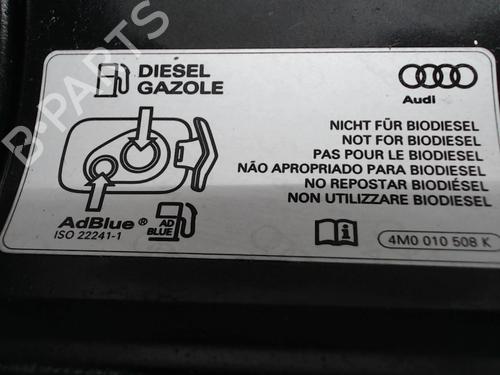 DIESEL
GAZOLE
Audi
NICHT FÜR BIODIESEL
NOT FOR BIODIESEL
PAS POUR LE BIODIESEL
NÃO APROPRIADO PARA BIODIESEL
NO REPOSTAR BIODIÉSEL
NON UTILIZZARE BIODIESEL
AdBlue®
ISO 22241-1
AD
BLUE
i
4M0 010 508 K
B-PARTS